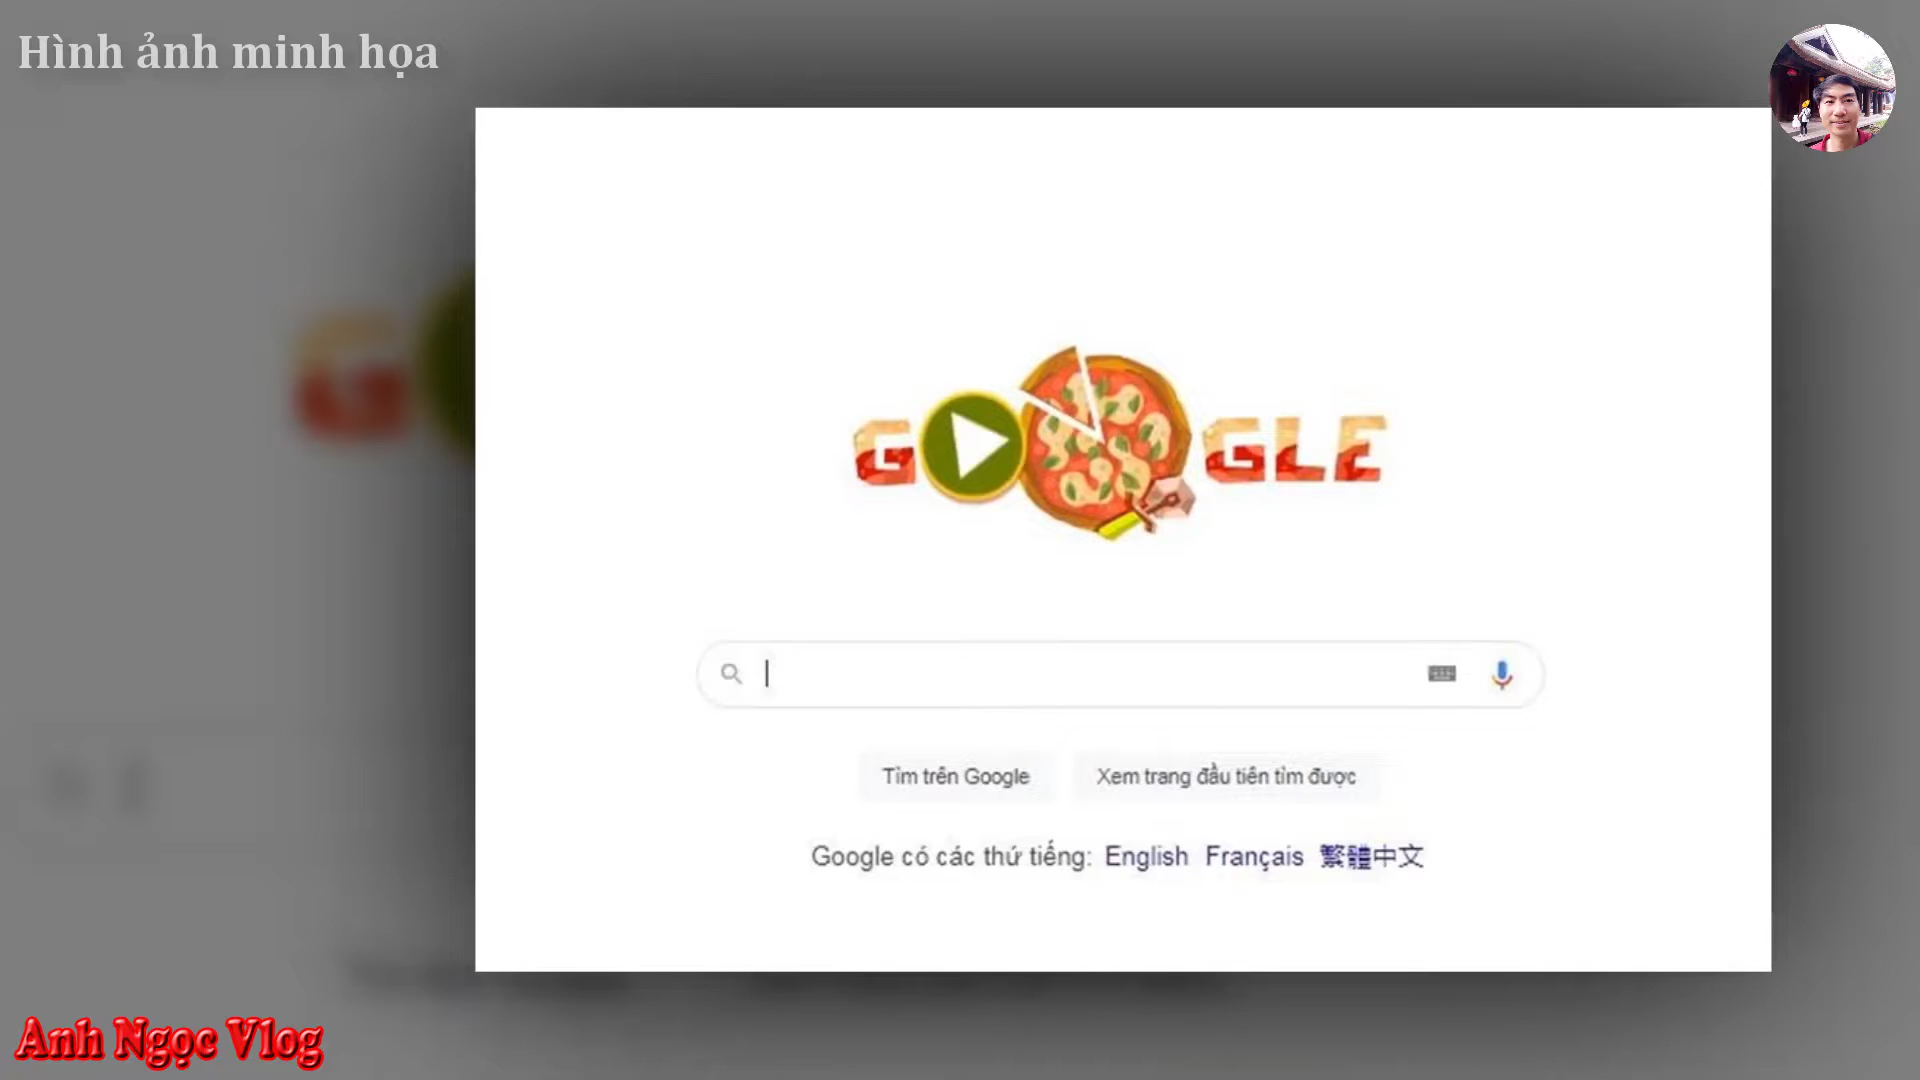 Hình ảnh minh họa
GOOGLE
Tìm trên Google
Xem trang đầu tiên tìm được
Google có các thứ tiếng: English Français 繁體中文
Anh Ngọc Vlog